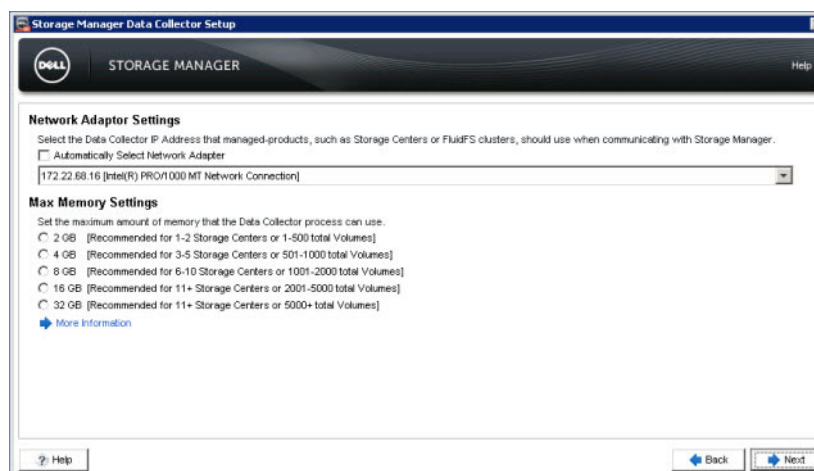 Storage Manager Data Collector Setup
DELL
STORAGE MANAGER
Help
Network Adaptor Settings
Select the Data Collector IP Address that managed-products, such as Storage Centers or FluidFS clusters, should use when communicating with Storage Manager.
Automatically Select Network Adapter
172.22.68.16 [Intel(R) PRO/1000 MT Network Connection]
Max Memory Settings
Set the maximum amount of memory that the Data Collector process can use.
2 GB [Recommended for 1-2 Storage Centers or 1-500 total Volumes]
4 GB [Recommended for 3-5 Storage Centers or 501-1000 total Volumes]
8 GB [Recommended for 6-10 Storage Centers or 1001-2000 total Volumes]
16 GB [Recommended for 11+ Storage Centers or 2001-5000 total Volumes]
32 GB [Recommended for 11+ Storage Centers or 5000+ total Volumes]
More Information
? Help
Back
Next